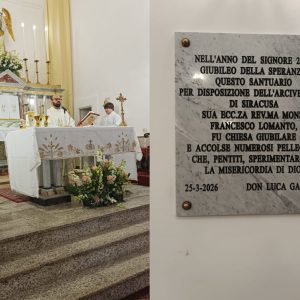 NELL'ANNO DEL SIGNORE
GIUBILEO DELLA SPERANZ
QUESTO SANTUARIO
PER DISPOSIZIONE DELL'ARCIVE
DI SIRACUSA
SUA ECC.ZA REV.MA MONS
FRANCESCO LOMANTO,
FU CHIESA GIUBILARE
E ACCOLSE NUMEROSI PELLE
CHE, PENTITI, SPERIMENTAR
LA MISERICORDIA DI DIO
25-3-2026 DON LUCA GA